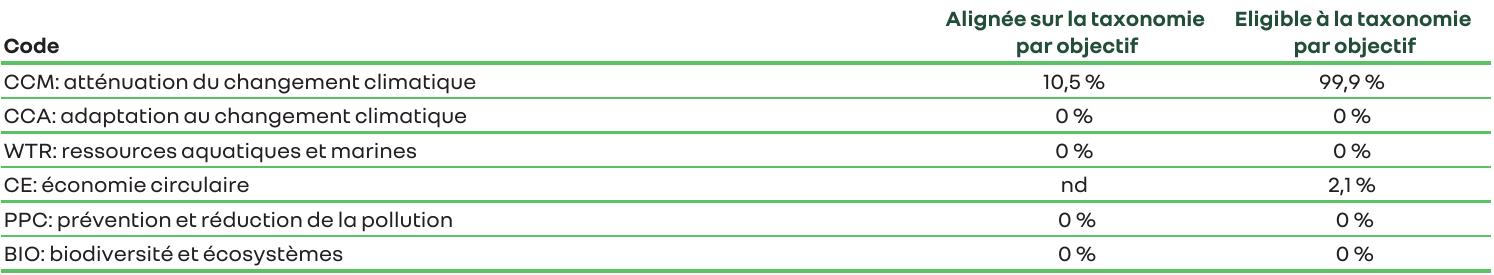 Alignée sur la taxonomie Eligible à la taxonomie
Code par objectif par objectif
CCM: atténuation du changement climatique 10,5 % 99,9 %
CCA: adaptation au changement climatique 0 % 0 %
WTR: ressources aquatiques et marines 0 % 0 %
CE: économie circulaire nd 2,1 %
PPC: prévention et réduction de la pollution 0 % 0 %
BIO: biodiversité et écosystèmes 0 % 0 %